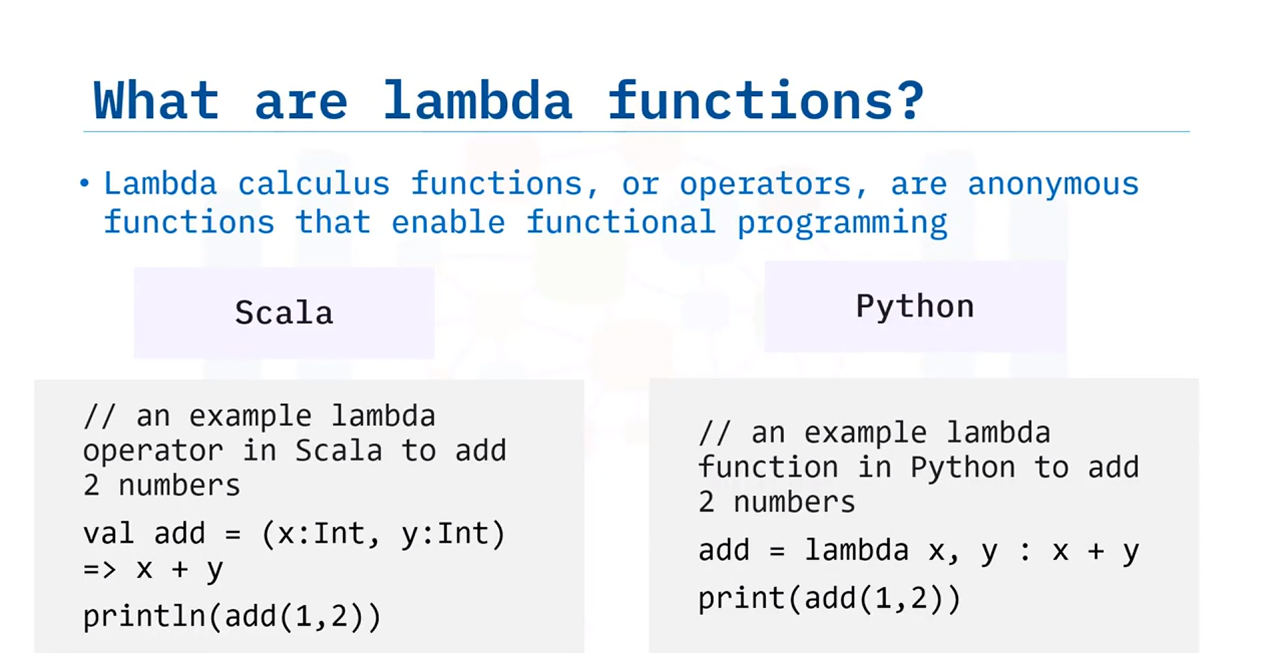 What are lambda functions?
• Lambda calculus functions, or operators, are anonymous
functions that enable functional programming
Scala
// an example lambda
operator in Scala to add
2 numbers
val add = (x:Int, y:Int)
=> x + y
println(add(1,2))
Python
// an example lambda
function in Python to add
2 numbers
add = lambda x, y : x + y
print(add(1,2))